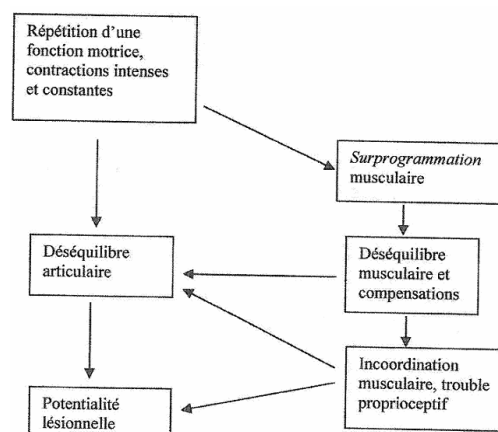 Répétition d'une
fonction motrice,
contractions intenses
et constantes
Surprogrammation
musculaire
Déséquilibre
articulaire
Déséquilibre
musculaire et
compensations
Incoordination
musculaire, trouble
proprioceptif
Potentialité
lésionnelle